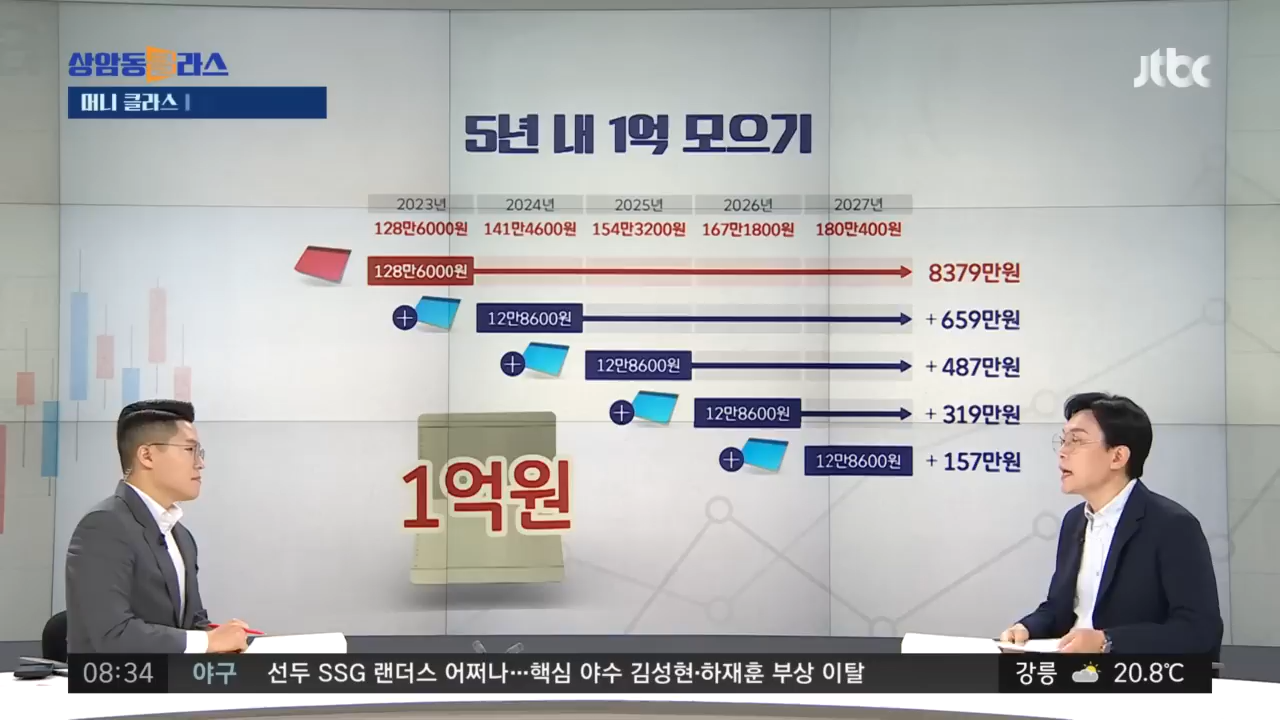 상암동클라스
jtbc
머니 클라스 |
5년 내 1억 모으기
2023년 2024년 2025년 2026년 2027년
128만6000원 141만4600원 154만3200원 167만1800원 180만400원
128만6000원 8379만원
+ 12만8600원 + 659만원
+ 12만8600원 + 487만원
+ 12만8600원 + 319만원
+ 12만8600원 + 157만원
1억원
08:34 야구 선두 SSG 랜더스 어쩌나…핵심 야수 김성현·하재훈 부상 이탈 강릉 20.8℃